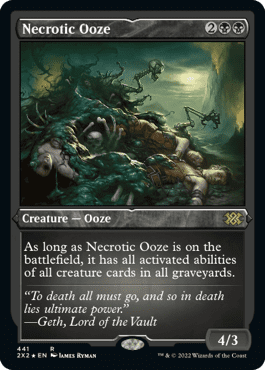 Necrotic Ooze 2
Creature — Ooze
As long as Necrotic Ooze is on the
battlefield, it has all activated abilities
of all creature cards in all graveyards.
“To death all must go, and so in death
lies ultimate power.”
—Geth, Lord of the Vault
4/3
441 R
2X2 ★ EN James Ryman
™ & © 2022 Wizards of the Coast